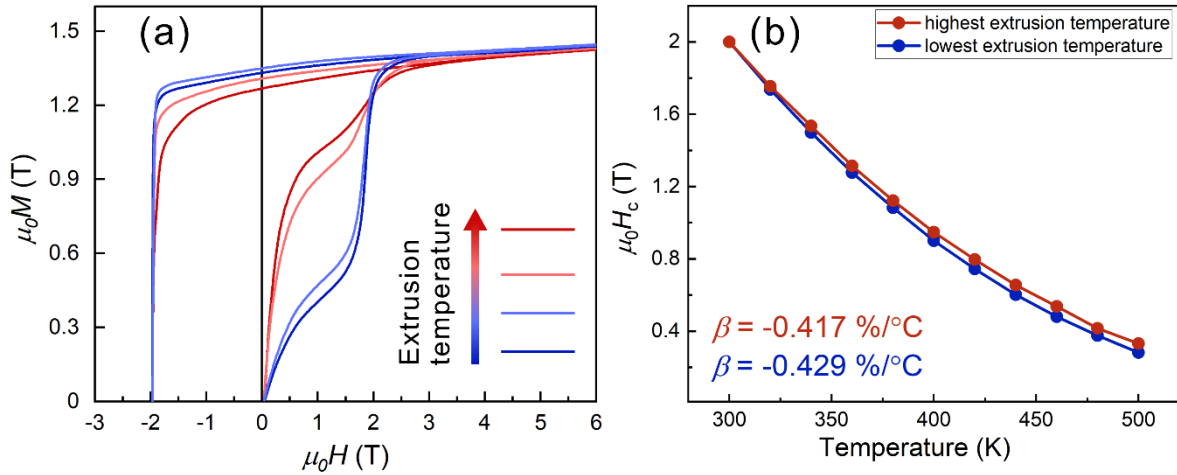 (a)
1.5
1.2
0.9
0.6
0.3
0
μ0M (T)
Extrusion
temperature
-3 -2 -1 0 1 2 3 4 5 6
μ0H (T)
(b)
highest extrusion temperature
lowest extrusion temperature
2
1.6
1.2
0.8
0.4
μ0Hc (T)
β = -0.417 %/°C
β = -0.429 %/°C
300 350 400 450 500
Temperature (K)